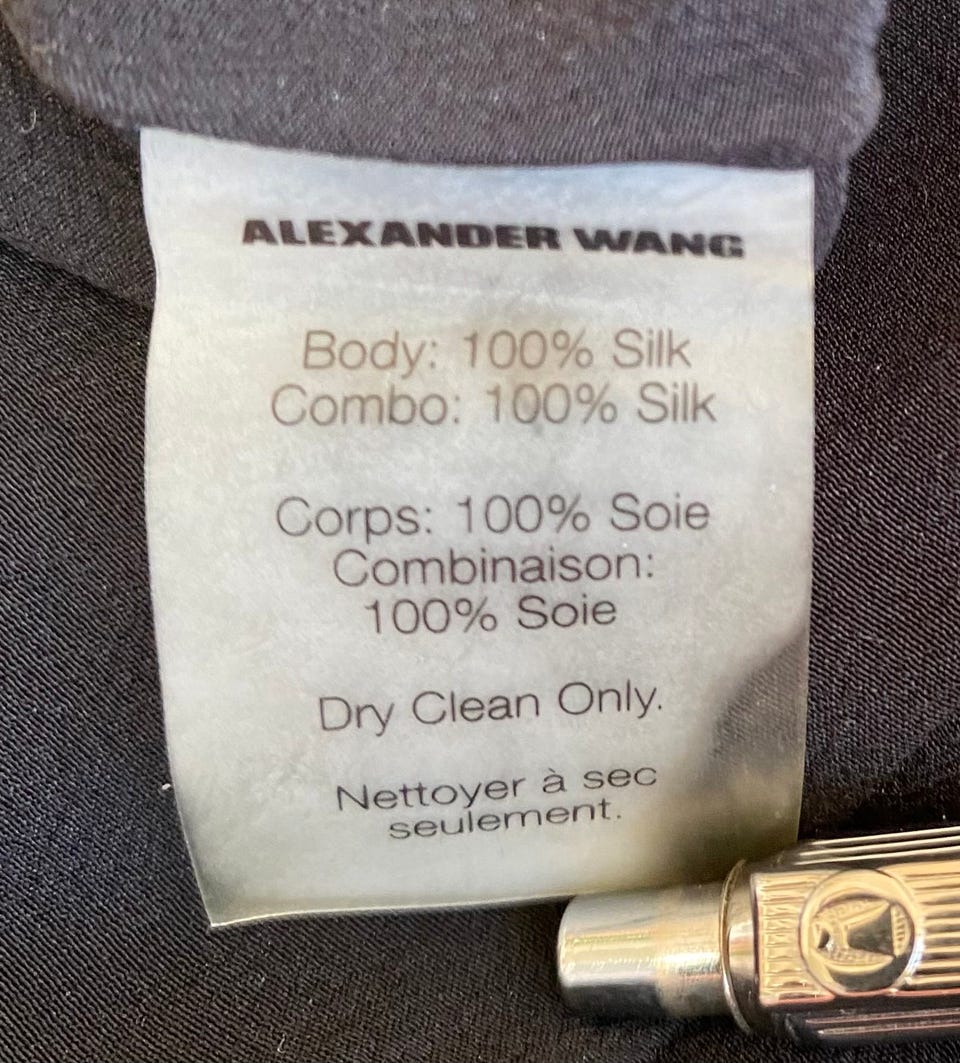 ALEXANDER WANG
Body: 100% Silk
Combo: 100% Silk
Corps: 100% Soie
Combinaison:
100% Soie
Dry Clean Only.
Nettoyer à sec
seulement.